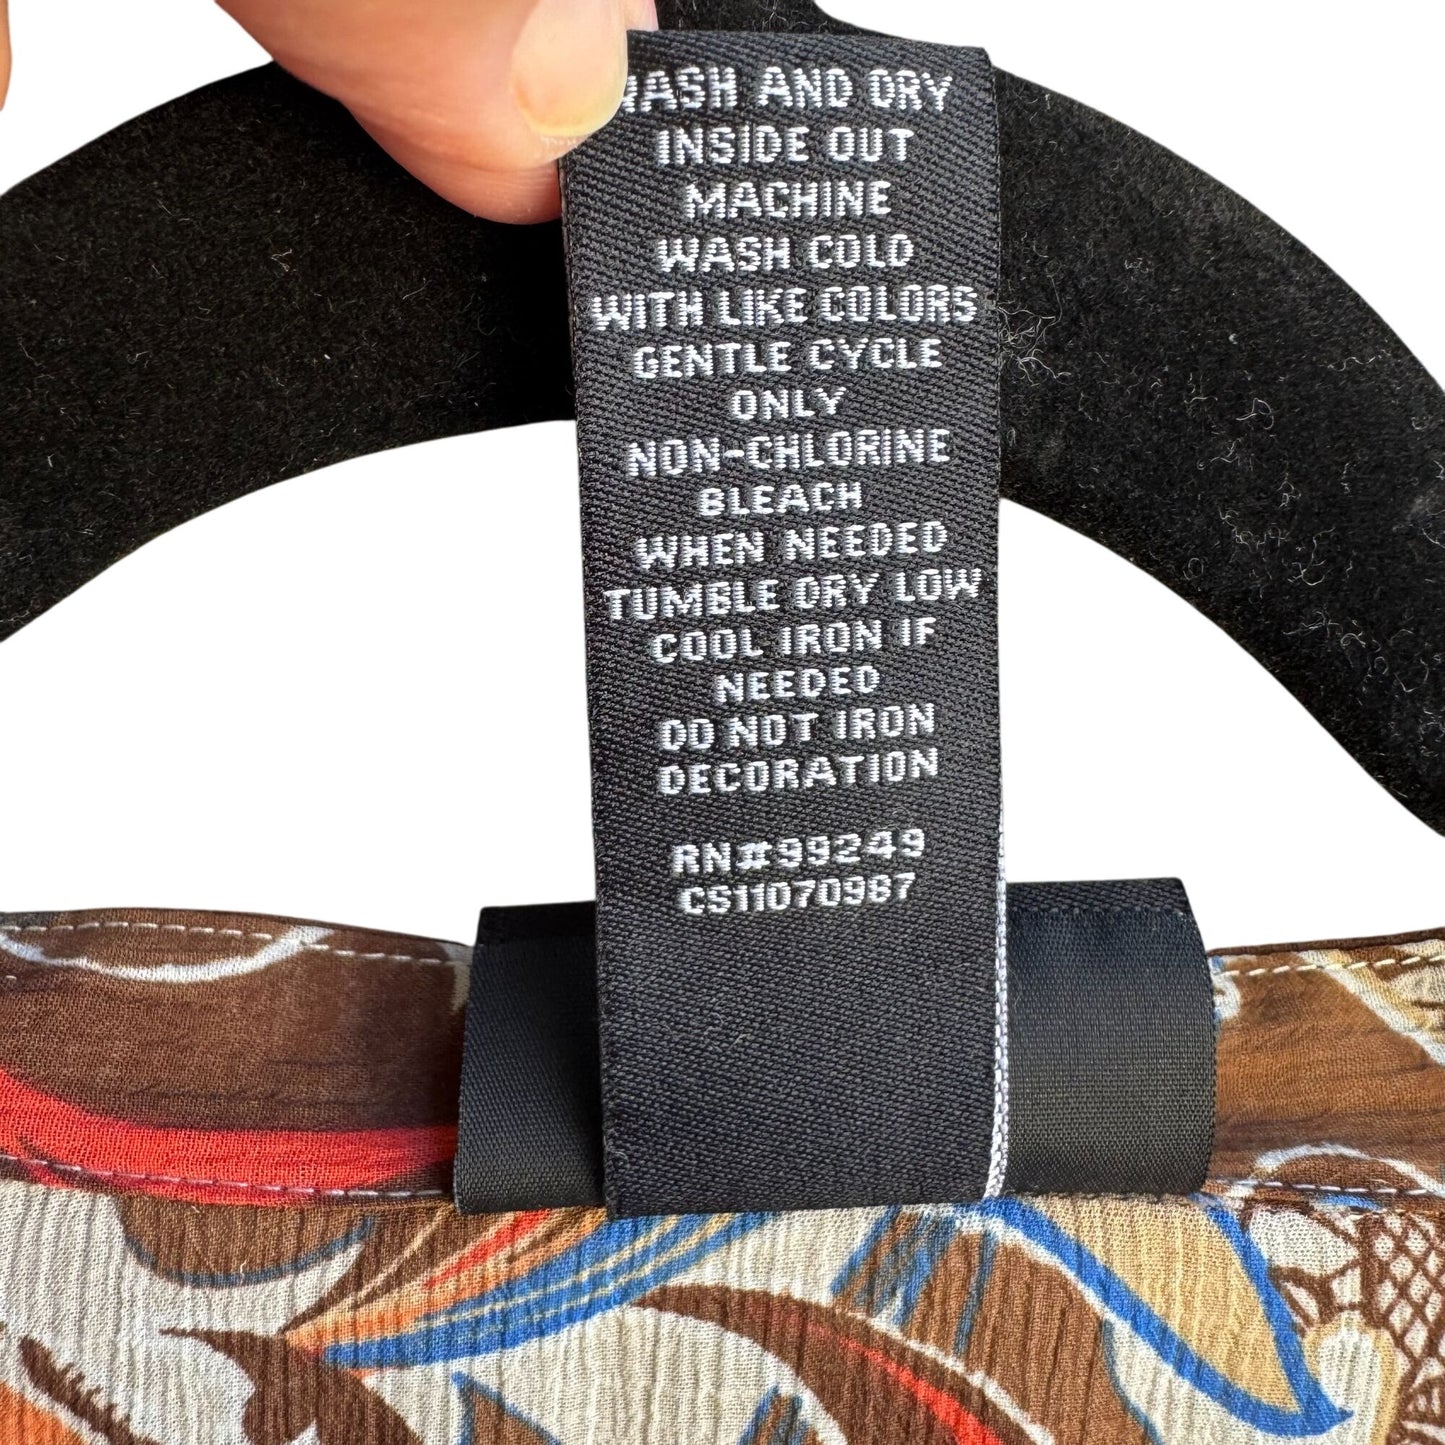 WASH AND DRY
INSIDE OUT
MACHINE
WASH COLD
WITH LIKE COLORS
GENTLE CYCLE
ONLY
NON-CHLORINE
BLEACH
WHEN NEEDED
TUMBLE DRY LOW
COOL IRON IF
NEEDED
DO NOT IRON
DECORATION
RN#99249
CS11070987